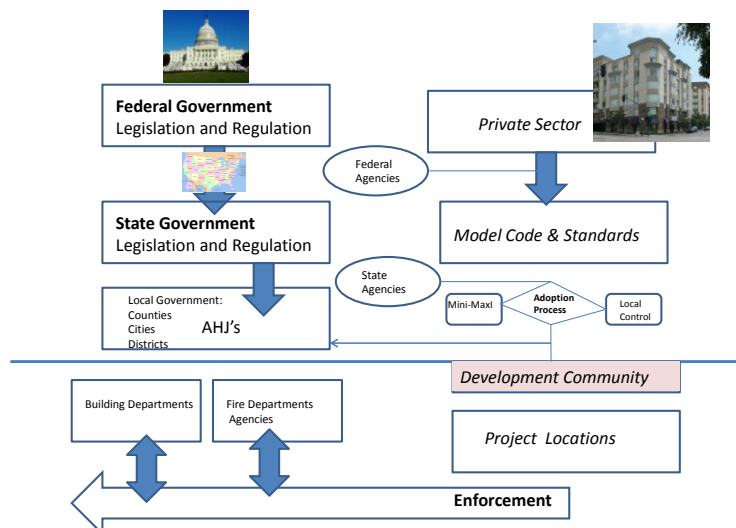 Federal Government
Legislation and Regulation
Private Sector
Federal
Agencies
State Government
Legislation and Regulation
Model Code & Standards
State
Agencies
Local Government:
Counties
Cities
Districts
AHJ's
Mini-Maxl
Adoption
Process
Local
Control
Development Community
Building Departments
Fire Departments
Agencies
Project Locations
Enforcement